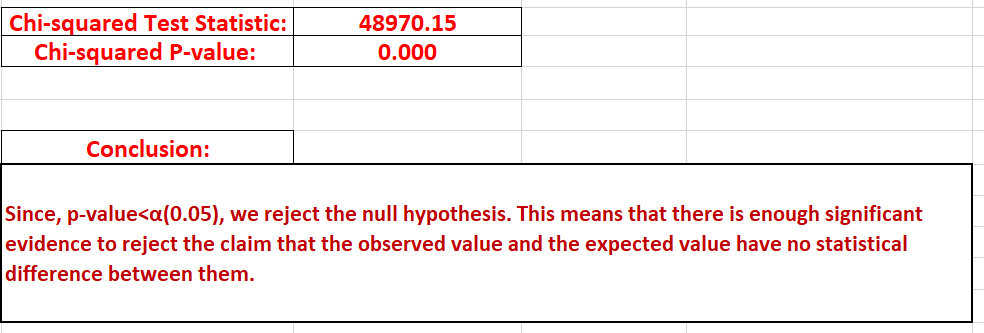 Chi-squared Test Statistic: 48970.15
Chi-squared P-value: 0.000
Conclusion:
Since, p-value<α(0.05), we reject the null hypothesis. This means that there is enough significant
evidence to reject the claim that the observed value and the expected value have no statistical
difference between them.